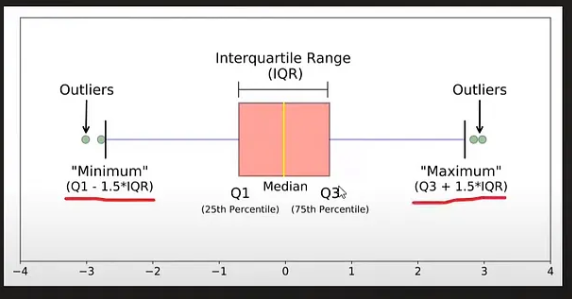 Interquartile Range
(IQR)
Outliers
Outliers
"Minimum"
(Q1 - 1.5*IQR)
"Maximum"
(Q3 + 1.5*IQR)
Q1
Median
Q3
(25th Percentile)
(75th Percentile)
−4 −3 −2 −1 0 1 2 3 4